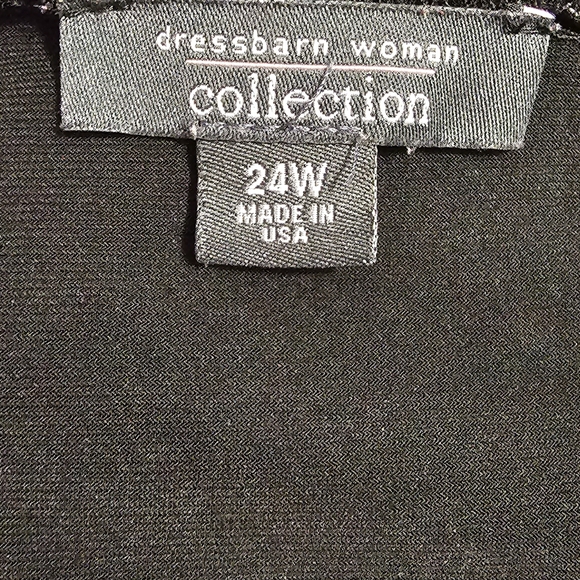 dressbarn woman
collection
24W
MADE IN
USA